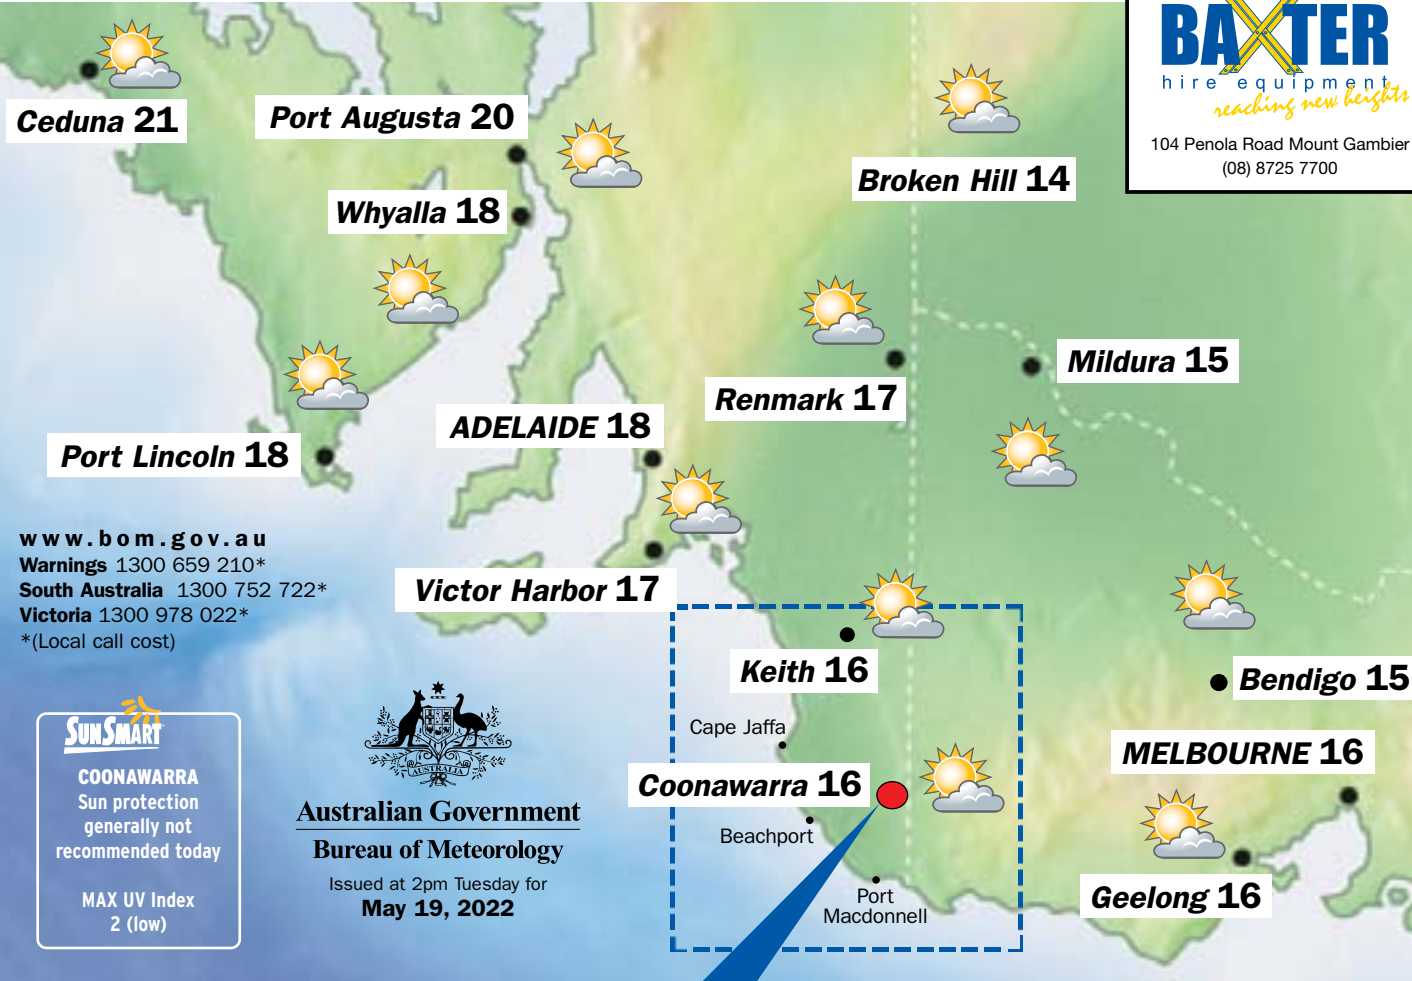 BAXTER
hire equipment
reaching new heights
104 Penola Road Mount Gambier
(08) 8725 7700
Ceduna 21
Port Augusta 20
Whyalla 18
Broken Hill 14
Renmark 17
Mildura 15
ADELAIDE 18
Port Lincoln 18
Victor Harbor 17
www.bom.gov.au
Warnings 1300 659 210*
South Australia 1300 752 722*
Victoria 1300 978 022*
*(Local call cost)
Keith 16
Bendigo 15
Cape Jaffa
MELBOURNE 16
Coonawarra 16
Beachport
Port
Macdonnell
Geelong 16
SUNSMART
COONAWARRA
Sun protection
generally not
recommended today
MAX UV Index
2 (low)
AUSTRALIA
Australian Government
Bureau of Meteorology
Issued at 2pm Tuesday for
May 19, 2022